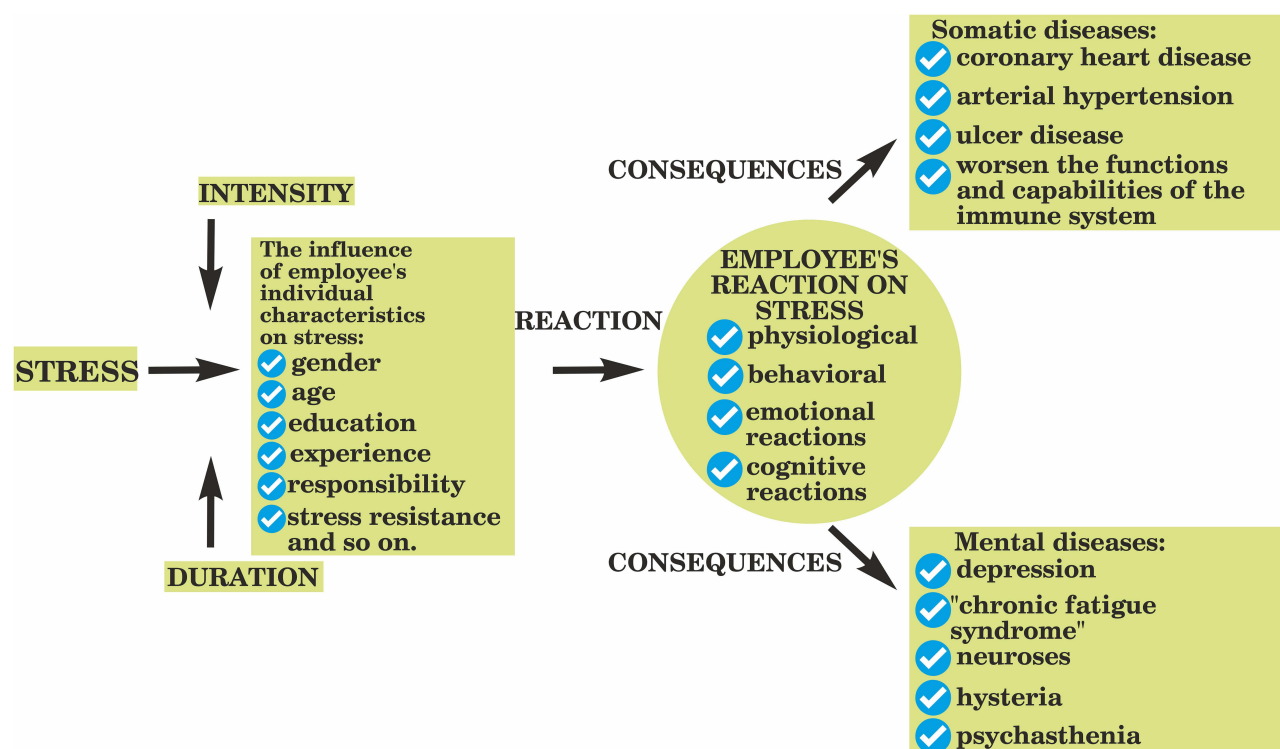 STRESS
INTENSITY
DURATION
The influence
of employee's
individual
characteristics
on stress:
gender
age
education
experience
responsibility
stress resistance
and so on.
REACTION
EMPLOYEE'S
REACTION ON
STRESS
physiological
behavioral
emotional
reactions
cognitive
reactions
CONSEQUENCES
Somatic diseases:
coronary heart disease
arterial hypertension
ulcer disease
worsen the functions
and capabilities of the
immune system
CONSEQUENCES
Mental diseases:
depression
"chronic fatigue
syndrome"
neuroses
hysteria
psychasthenia